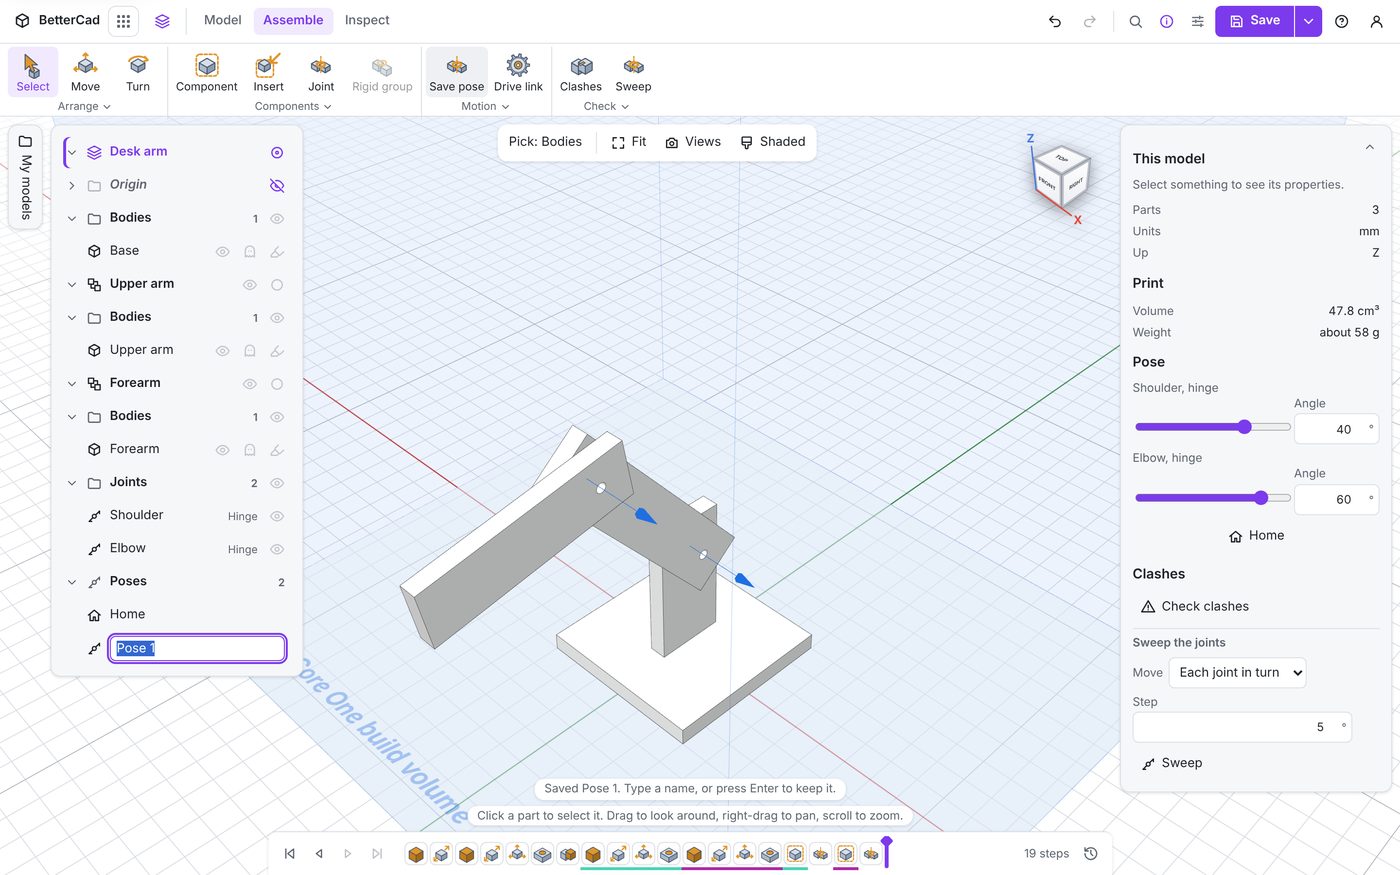 BetterCad
Model
Assemble
Inspect
Save
Select
Move
Turn
Component
Insert
Joint
Rigid group
Save pose
Drive link
Clashes
Sweep
Arrange
Components
Motion
Check
My models
Desk arm
Origin
Bodies 1
Base
Upper arm
Bodies 1
Upper arm
Forearm
Bodies 1
Forearm
Joints 2
Shoulder Hinge
Elbow Hinge
Poses 2
Home
Pose 1
Pick: Bodies
Fit
Views
Shaded
Z
TOP
FRONT
RIGHT
X
Core One build volume
Saved Pose 1. Type a name, or press Enter to keep it.
Click a part to select it. Drag to look around, right-drag to pan, scroll to zoom.
This model
Select something to see its properties.
Parts 3
Units mm
Up Z
Print
Volume 47.8 cm³
Weight about 58 g
Pose
Shoulder, hinge
Angle
40 °
Elbow, hinge
Angle
60 °
Home
Clashes
Check clashes
Sweep the joints
Move Each joint in turn
Step
5 °
Sweep
19 steps